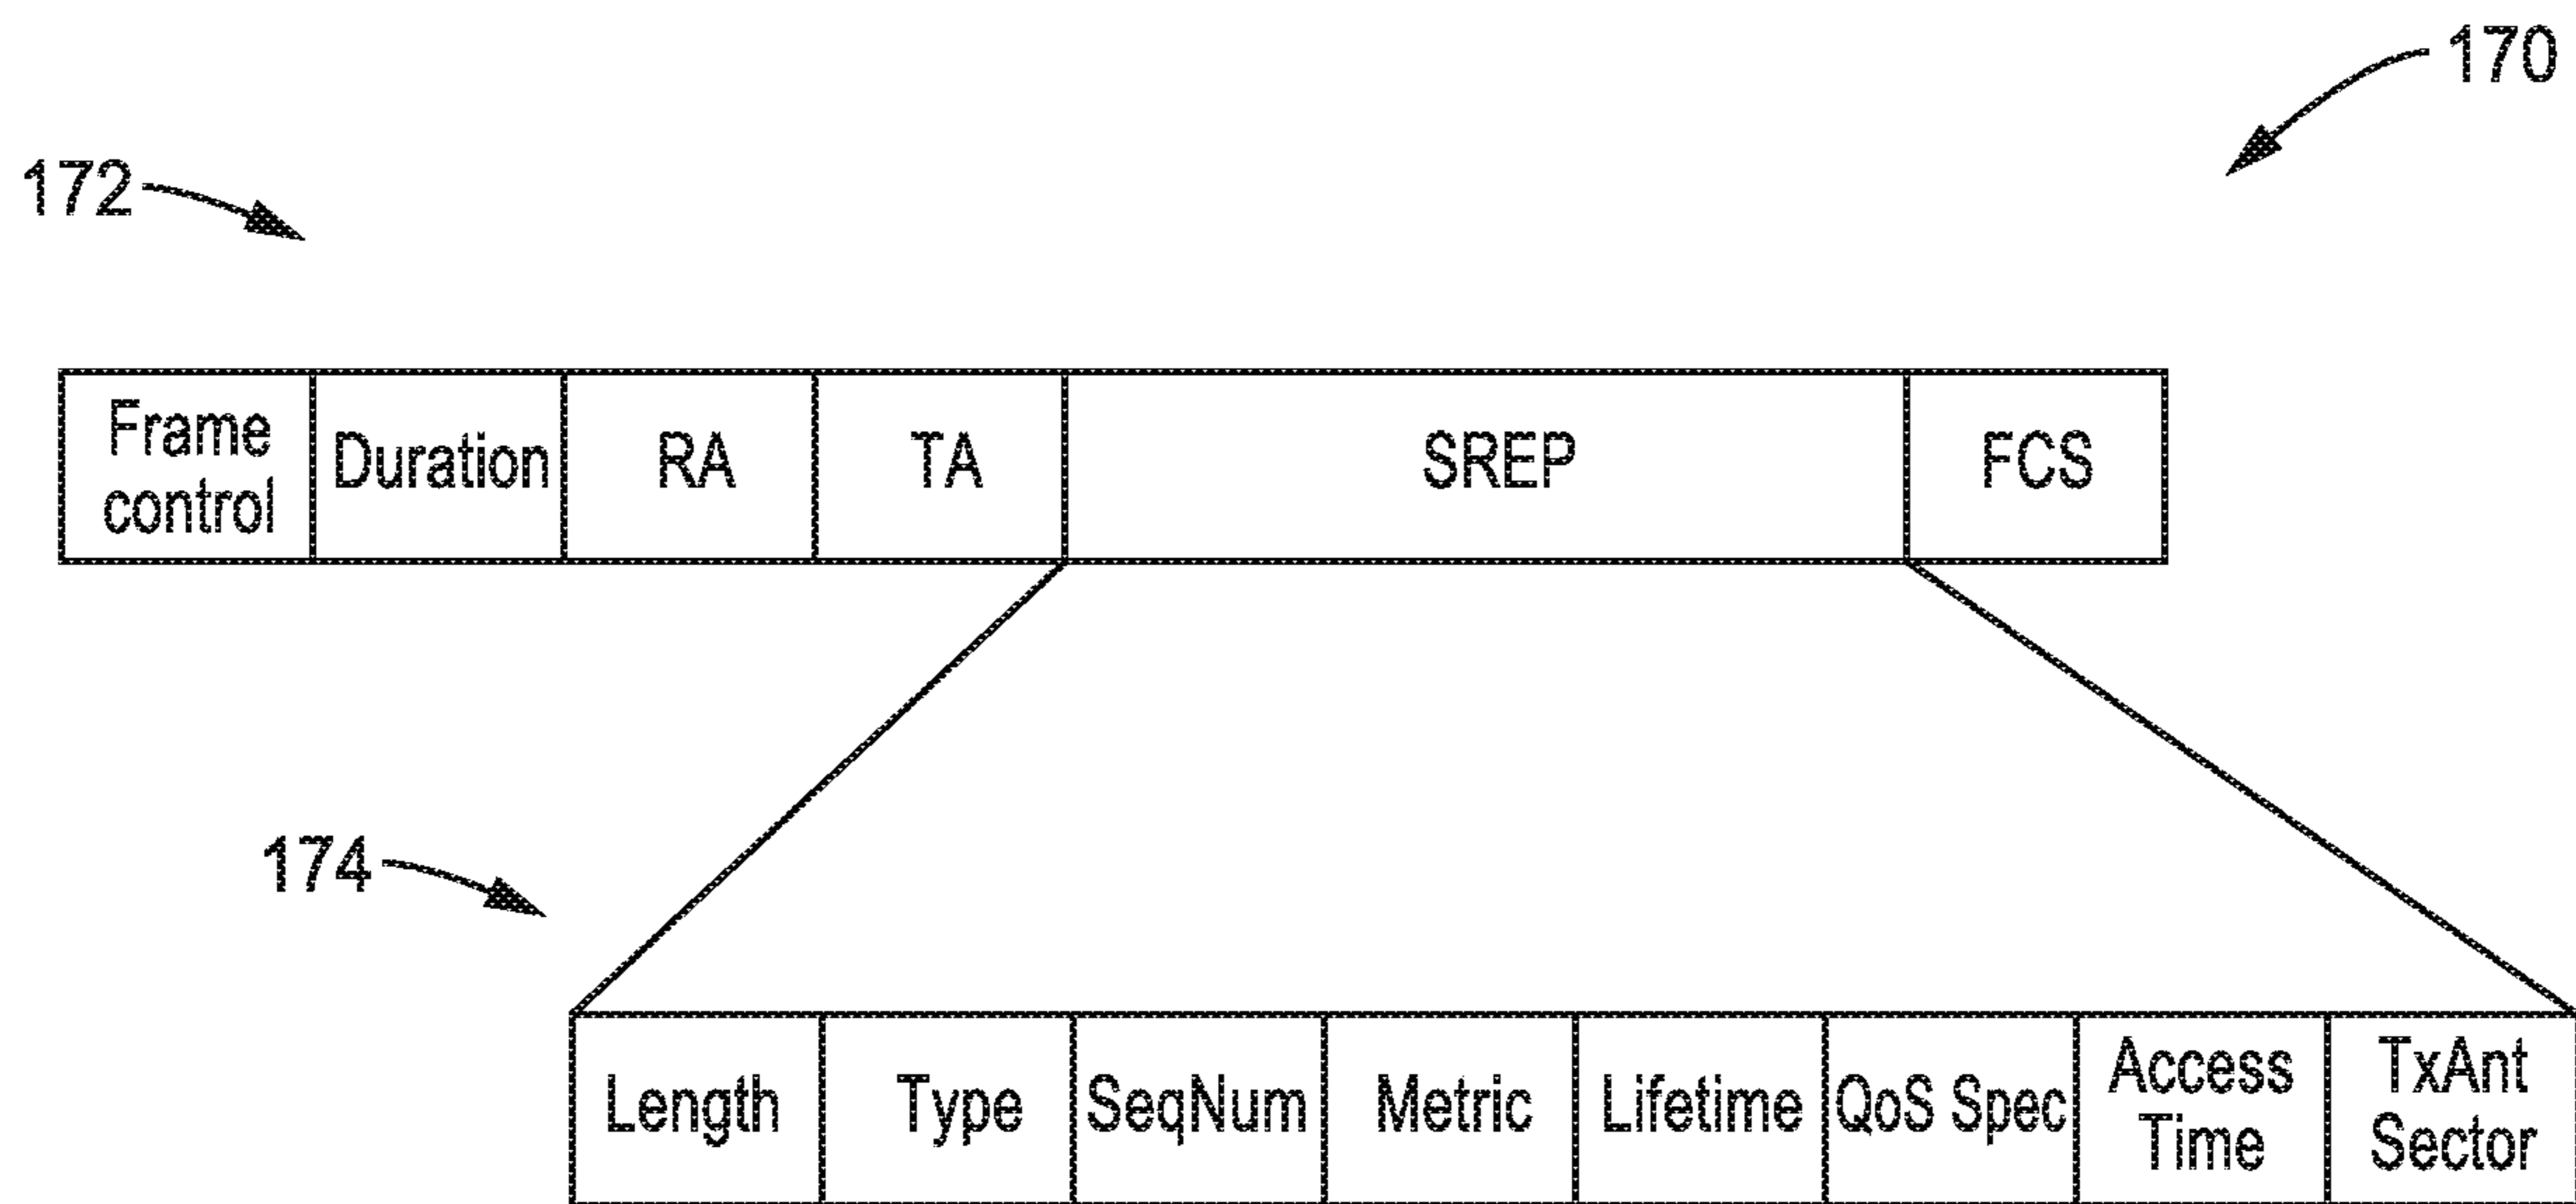 170
172
Frame control Duration RA TA SREP FCS
174
Length Type SeqNum Metric Lifetime QoS Spec Access Time TxAnt Sector